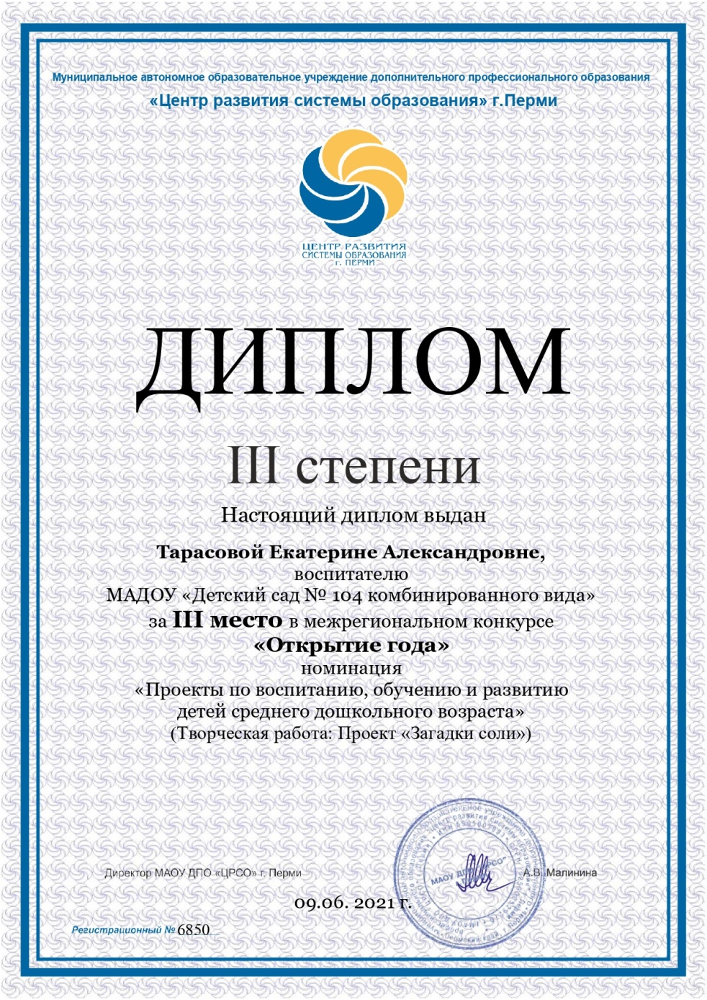 Муниципальное автономное образовательное учреждение дополнительного профессионального образования
«Центр развития системы образования» г.Перми
ЦЕНТР РАЗВИТИЯ
СИСТЕМЫ ОБРАЗОВАНИЯ
г. ПЕРМИ
ДИПЛОМ
III степени
Настоящий диплом выдан
Тарасовой Екатерине Александровне,
воспитателю
МАДОУ «Детский сад № 104 комбинированного вида»
за III место в межрегиональном конкурсе
«Открытие года»
номинация
«Проекты по воспитанию, обучению и развитию
детей среднего дошкольного возраста»
(Творческая работа: Проект «Загадки соли»)
Директор МАОУ ДПО «ЦРСО» г. Перми
МАОУ ДПО "ЦРСО"
А.В. Малинина
09.06. 2021 г.
Регистрационный № 6850